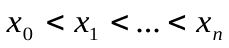 x₀ < x₁ < ... < xₙ